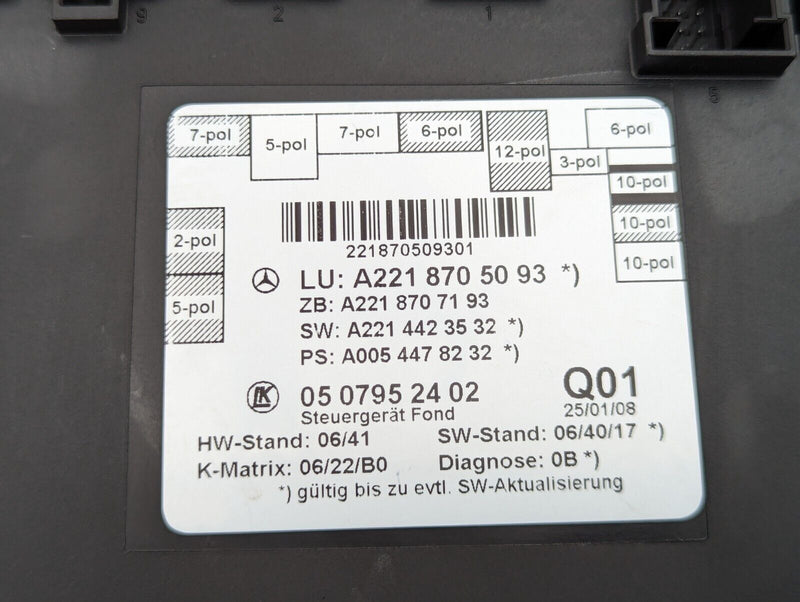 9
2
1
6
7-pol
5-pol
7-pol
6-pol
12-pol
3-pol
6-pol
10-pol
10-pol
10-pol
2-pol
5-pol
221870509301
LU: A221 870 50 93 *)
ZB: A221 870 71 93
SW: A221 442 35 32 *)
PS: A005 447 82 32 *)
LK 05 0795 24 02 Q01
Steuergerät Fond 25/01/08
HW-Stand: 06/41 SW-Stand: 06/40/17 *)
K-Matrix: 06/22/B0 Diagnose: 0B *)
*) gültig bis zu evtl. SW-Aktualisierung